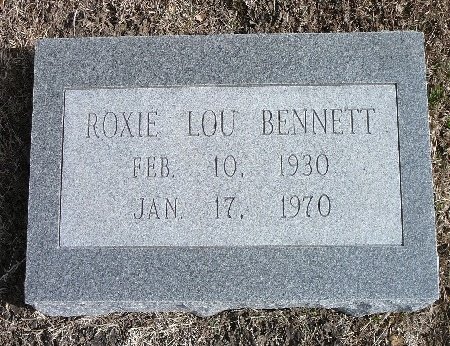 ROXIE LOU BENNETT
FEB. 10, 1930
JAN. 17, 1970